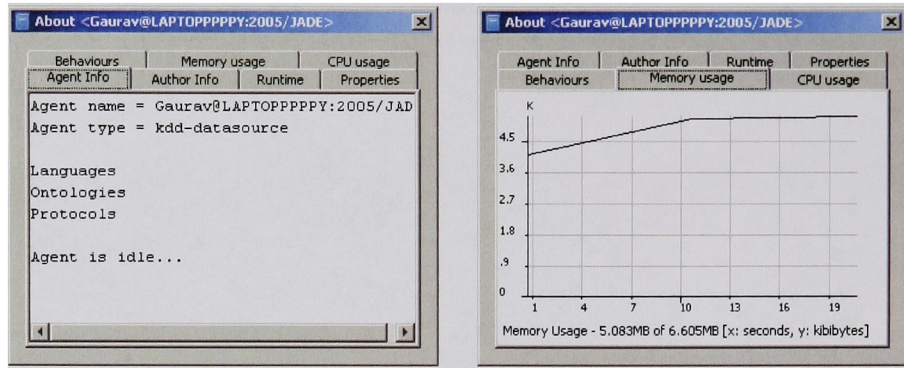 About <Gaurav@LAPTOPPPPPY:2005/JADE>
Behaviours Memory usage CPU usage
Agent Info Author Info Runtime Properties
Agent name = Gaurav@LAPTOPPPPPY:2005/JAD
Agent type = kdd-datasource
Languages
Ontologies
Protocols
Agent is idle...
About <Gaurav@LAPTOPPPPPY:2005/JADE>
Agent Info Author Info Runtime Properties
Behaviours Memory usage CPU usage
K
4.5
3.6
2.7
1.8
.9
0
1 4 7 10 13 16 19
Memory Usage - 5.083MB of 6.605MB [x: seconds, y: kibibytes]